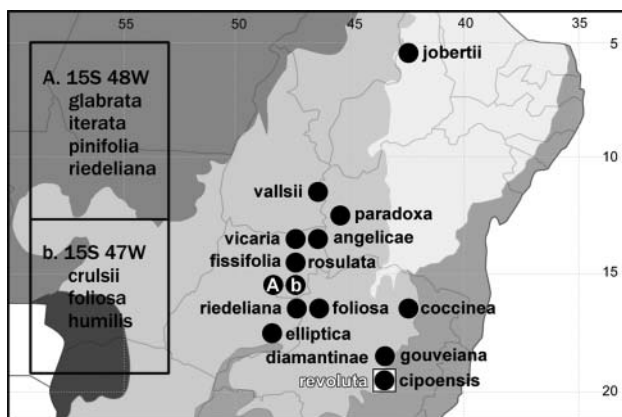 55 50 45 40 35
5
10
15
20
21
A. 15S 48W
glabrata
iterata
pinifolia
riedeliana
b. 15S 47W
crulsii
foliosa
humilis
jobertii
vallsii
paradoxa
vicaria angelicae
fissifolia rosulata
A b
riedeliana foliosa coccinea
elliptica
diamantinae gouveiana
revoluta cipoensis